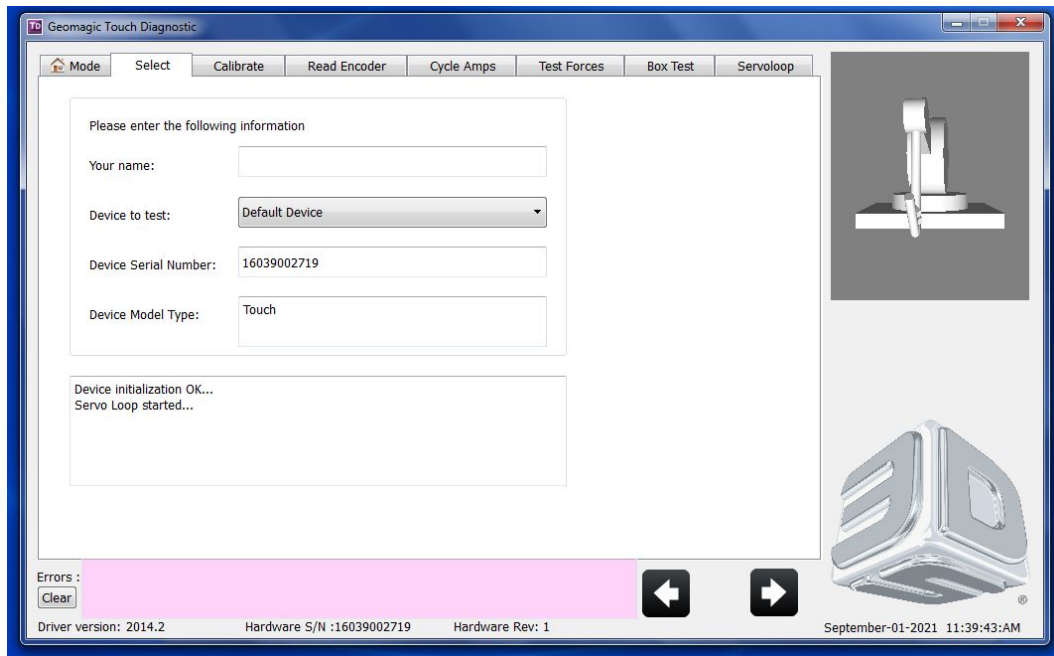 TD Geomagic Touch Diagnostic
Mode Select Calibrate Read Encoder Cycle Amps Test Forces Box Test Servoloop
Please enter the following information
Your name:
Device to test: Default Device
Device Serial Number: 16039002719
Device Model Type: Touch
Device initialization OK...
Servo Loop started...
Errors :
Clear
Driver version: 2014.2 Hardware S/N :16039002719 Hardware Rev: 1
®
September-01-2021 11:39:43:AM